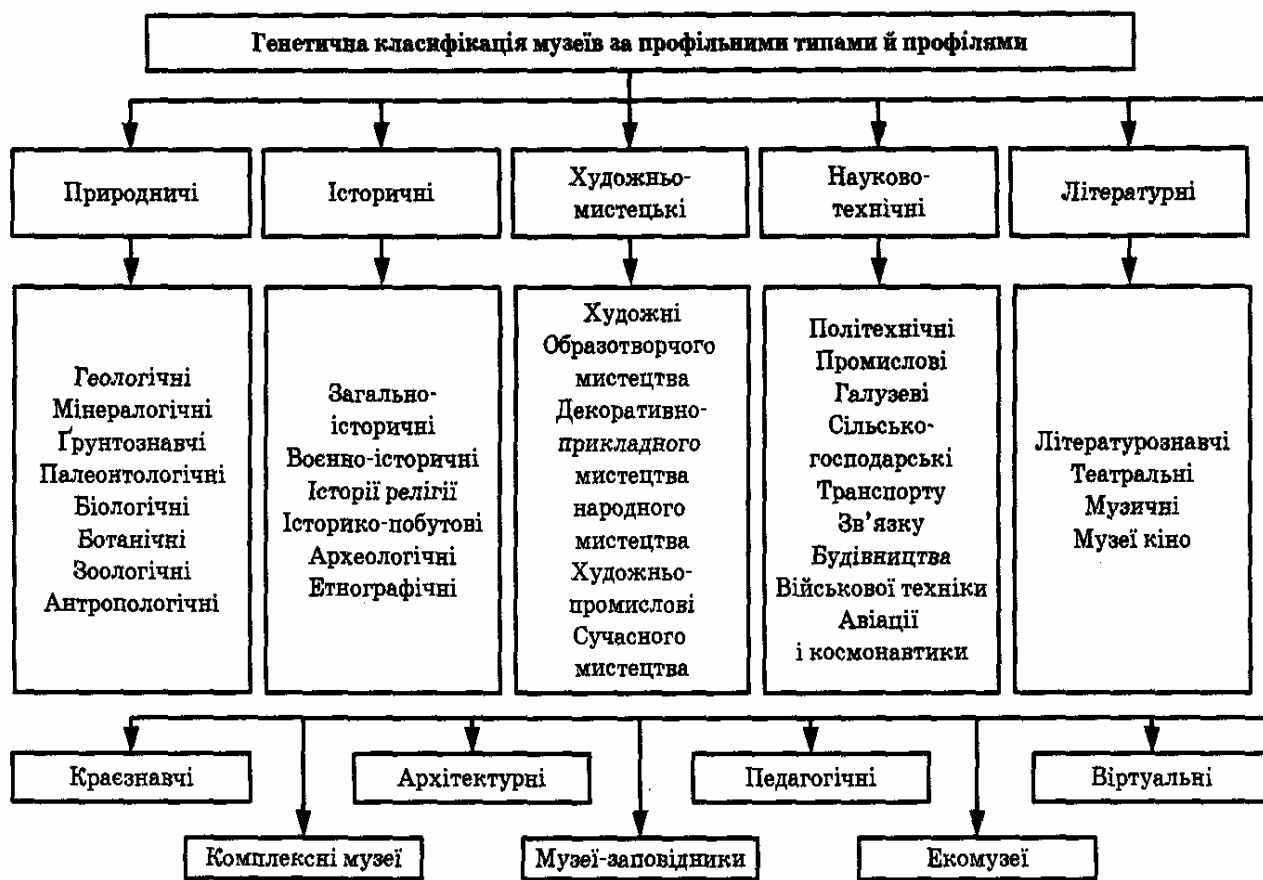 Генетична класифікація музеїв за профільними типами й профілями
Природничі
Історичні
Художньо-
мистецькі
Науково-
технічні
Літературні
Геологічні
Мінералогічні
Ґрунтознавчі
Палеонтологічні
Біологічні
Ботанічні
Зоологічні
Антропологічні
Загально-
історичні
Воєнно-історичні
Історії релігії
Історико-побутові
Археологічні
Етнографічні
Художні
Образотворчого
мистецтва
Декоративно-
прикладного
мистецтва
народного
мистецтва
Художньо-
промислові
Сучасного
мистецтва
Політехнічні
Промислові
Галузеві
Сільсько-
господарські
Транспорту
Зв’язку
Будівництва
Військової техніки
Авіації
і космонавтики
Літературознавчі
Театральні
Музичні
Музеї кіно
Краєзнавчі
Архітектурні
Педагогічні
Віртуальні
Комплексні музеї
Музеї-заповідники
Екомузеї